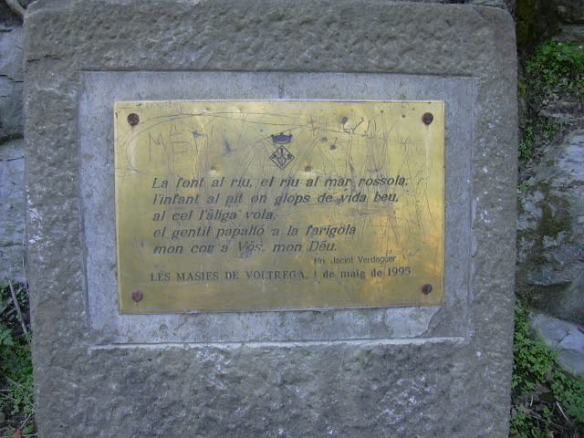 La font al riu, el riu al mar rossola,
l'infant al pit on glops de vida beu,
al cel l'àliga vola,
el gentil papalló a la farigola
mon cor a Vós, mon Déu.
Mn. Jacint Verdaguer
LES MASIES DE VOLTREGA, 1 de maig de 1995